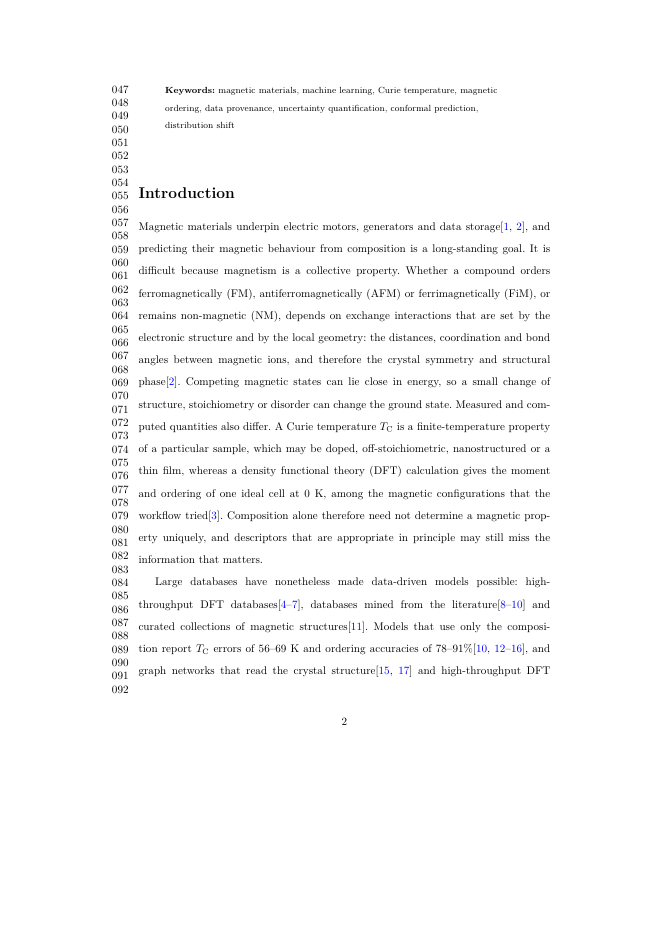 047
048
049
050
051
052
053
054
055
056
057
058
059
060
061
062
063
064
065
066
067
068
069
070
071
072
073
074
075
076
077
078
079
080
081
082
083
084
085
086
087
088
089
090
091
092
Keywords: magnetic materials, machine learning, Curie temperature, magnetic
ordering, data provenance, uncertainty quantification, conformal prediction,
distribution shift
Introduction
Magnetic materials underpin electric motors, generators and data storage[1, 2], and
predicting their magnetic behaviour from composition is a long-standing goal. It is
difficult because magnetism is a collective property. Whether a compound orders
ferromagnetically (FM), antiferromagnetically (AFM) or ferrimagnetically (FiM), or
remains non-magnetic (NM), depends on exchange interactions that are set by the
electronic structure and by the local geometry: the distances, coordination and bond
angles between magnetic ions, and therefore the crystal symmetry and structural
phase[2]. Competing magnetic states can lie close in energy, so a small change of
structure, stoichiometry or disorder can change the ground state. Measured and com-
puted quantities also differ. A Curie temperature TC is a finite-temperature property
of a particular sample, which may be doped, off-stoichiometric, nanostructured or a
thin film, whereas a density functional theory (DFT) calculation gives the moment
and ordering of one ideal cell at 0 K, among the magnetic configurations that the
workflow tried[3]. Composition alone therefore need not determine a magnetic prop-
erty uniquely, and descriptors that are appropriate in principle may still miss the
information that matters.
Large databases have nonetheless made data-driven models possible: high-
throughput DFT databases[4–7], databases mined from the literature[8–10] and
curated collections of magnetic structures[11]. Models that use only the composi-
tion report TC errors of 56–69 K and ordering accuracies of 78–91%[10, 12–16], and
graph networks that read the crystal structure[15, 17] and high-throughput DFT
2